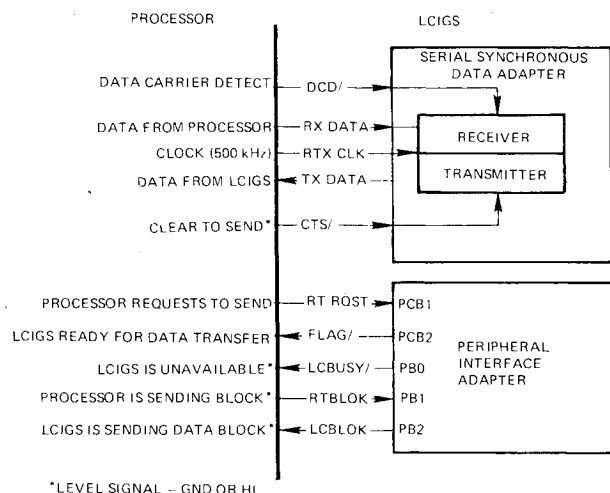 PROCESSOR LCIGS
SERIAL SYNCHRONOUS
DATA ADAPTER
DATA CARRIER DETECT DCD/
DATA FROM PROCESSOR RX DATA RECEIVER
CLOCK (500 kHz) RTX CLK
DATA FROM LCIGS TX DATA TRANSMITTER
CLEAR TO SEND* CTS/
PROCESSOR REQUESTS TO SEND RT RQST PCB1
LCIGS READY FOR DATA TRANSFER FLAG/ PCB2
PERIPHERAL
INTERFACE
ADAPTER
LCIGS IS UNAVAILABLE* LCBUSY/ PB0
PROCESSOR IS SENDING BLOCK* RTBLOK PB1
LCIGS IS SENDING DATA BLOCK* LCBLOK PB2
*LEVEL SIGNAL – GND OR HI